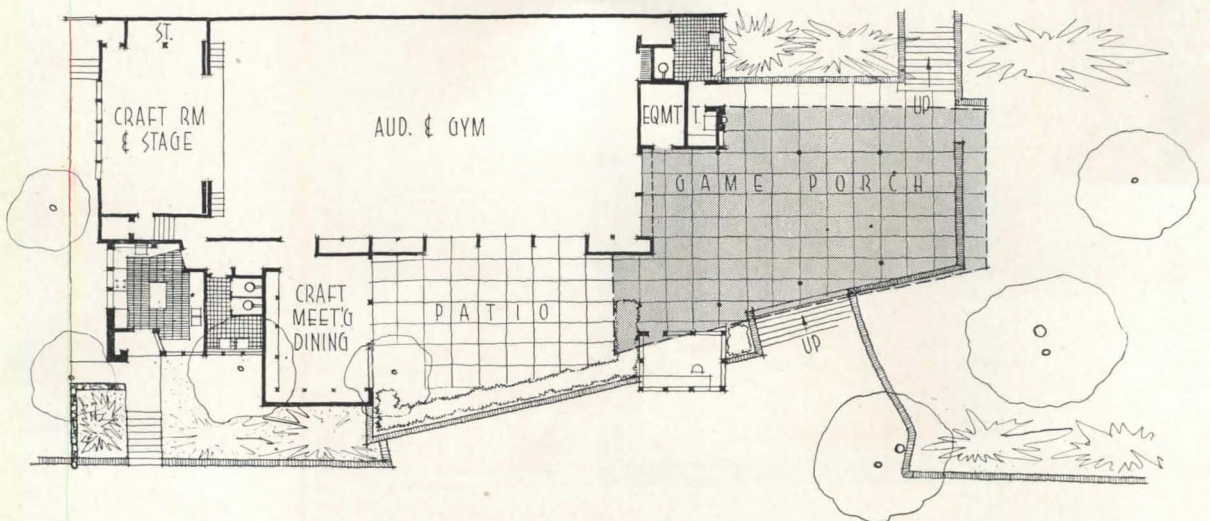 ST.
CRAFT RM
& STAGE
AUD. & GYM
EQMT
T.
UP
GAME PORCH
CRAFT
MEET'G
DINING
PATIO
UP